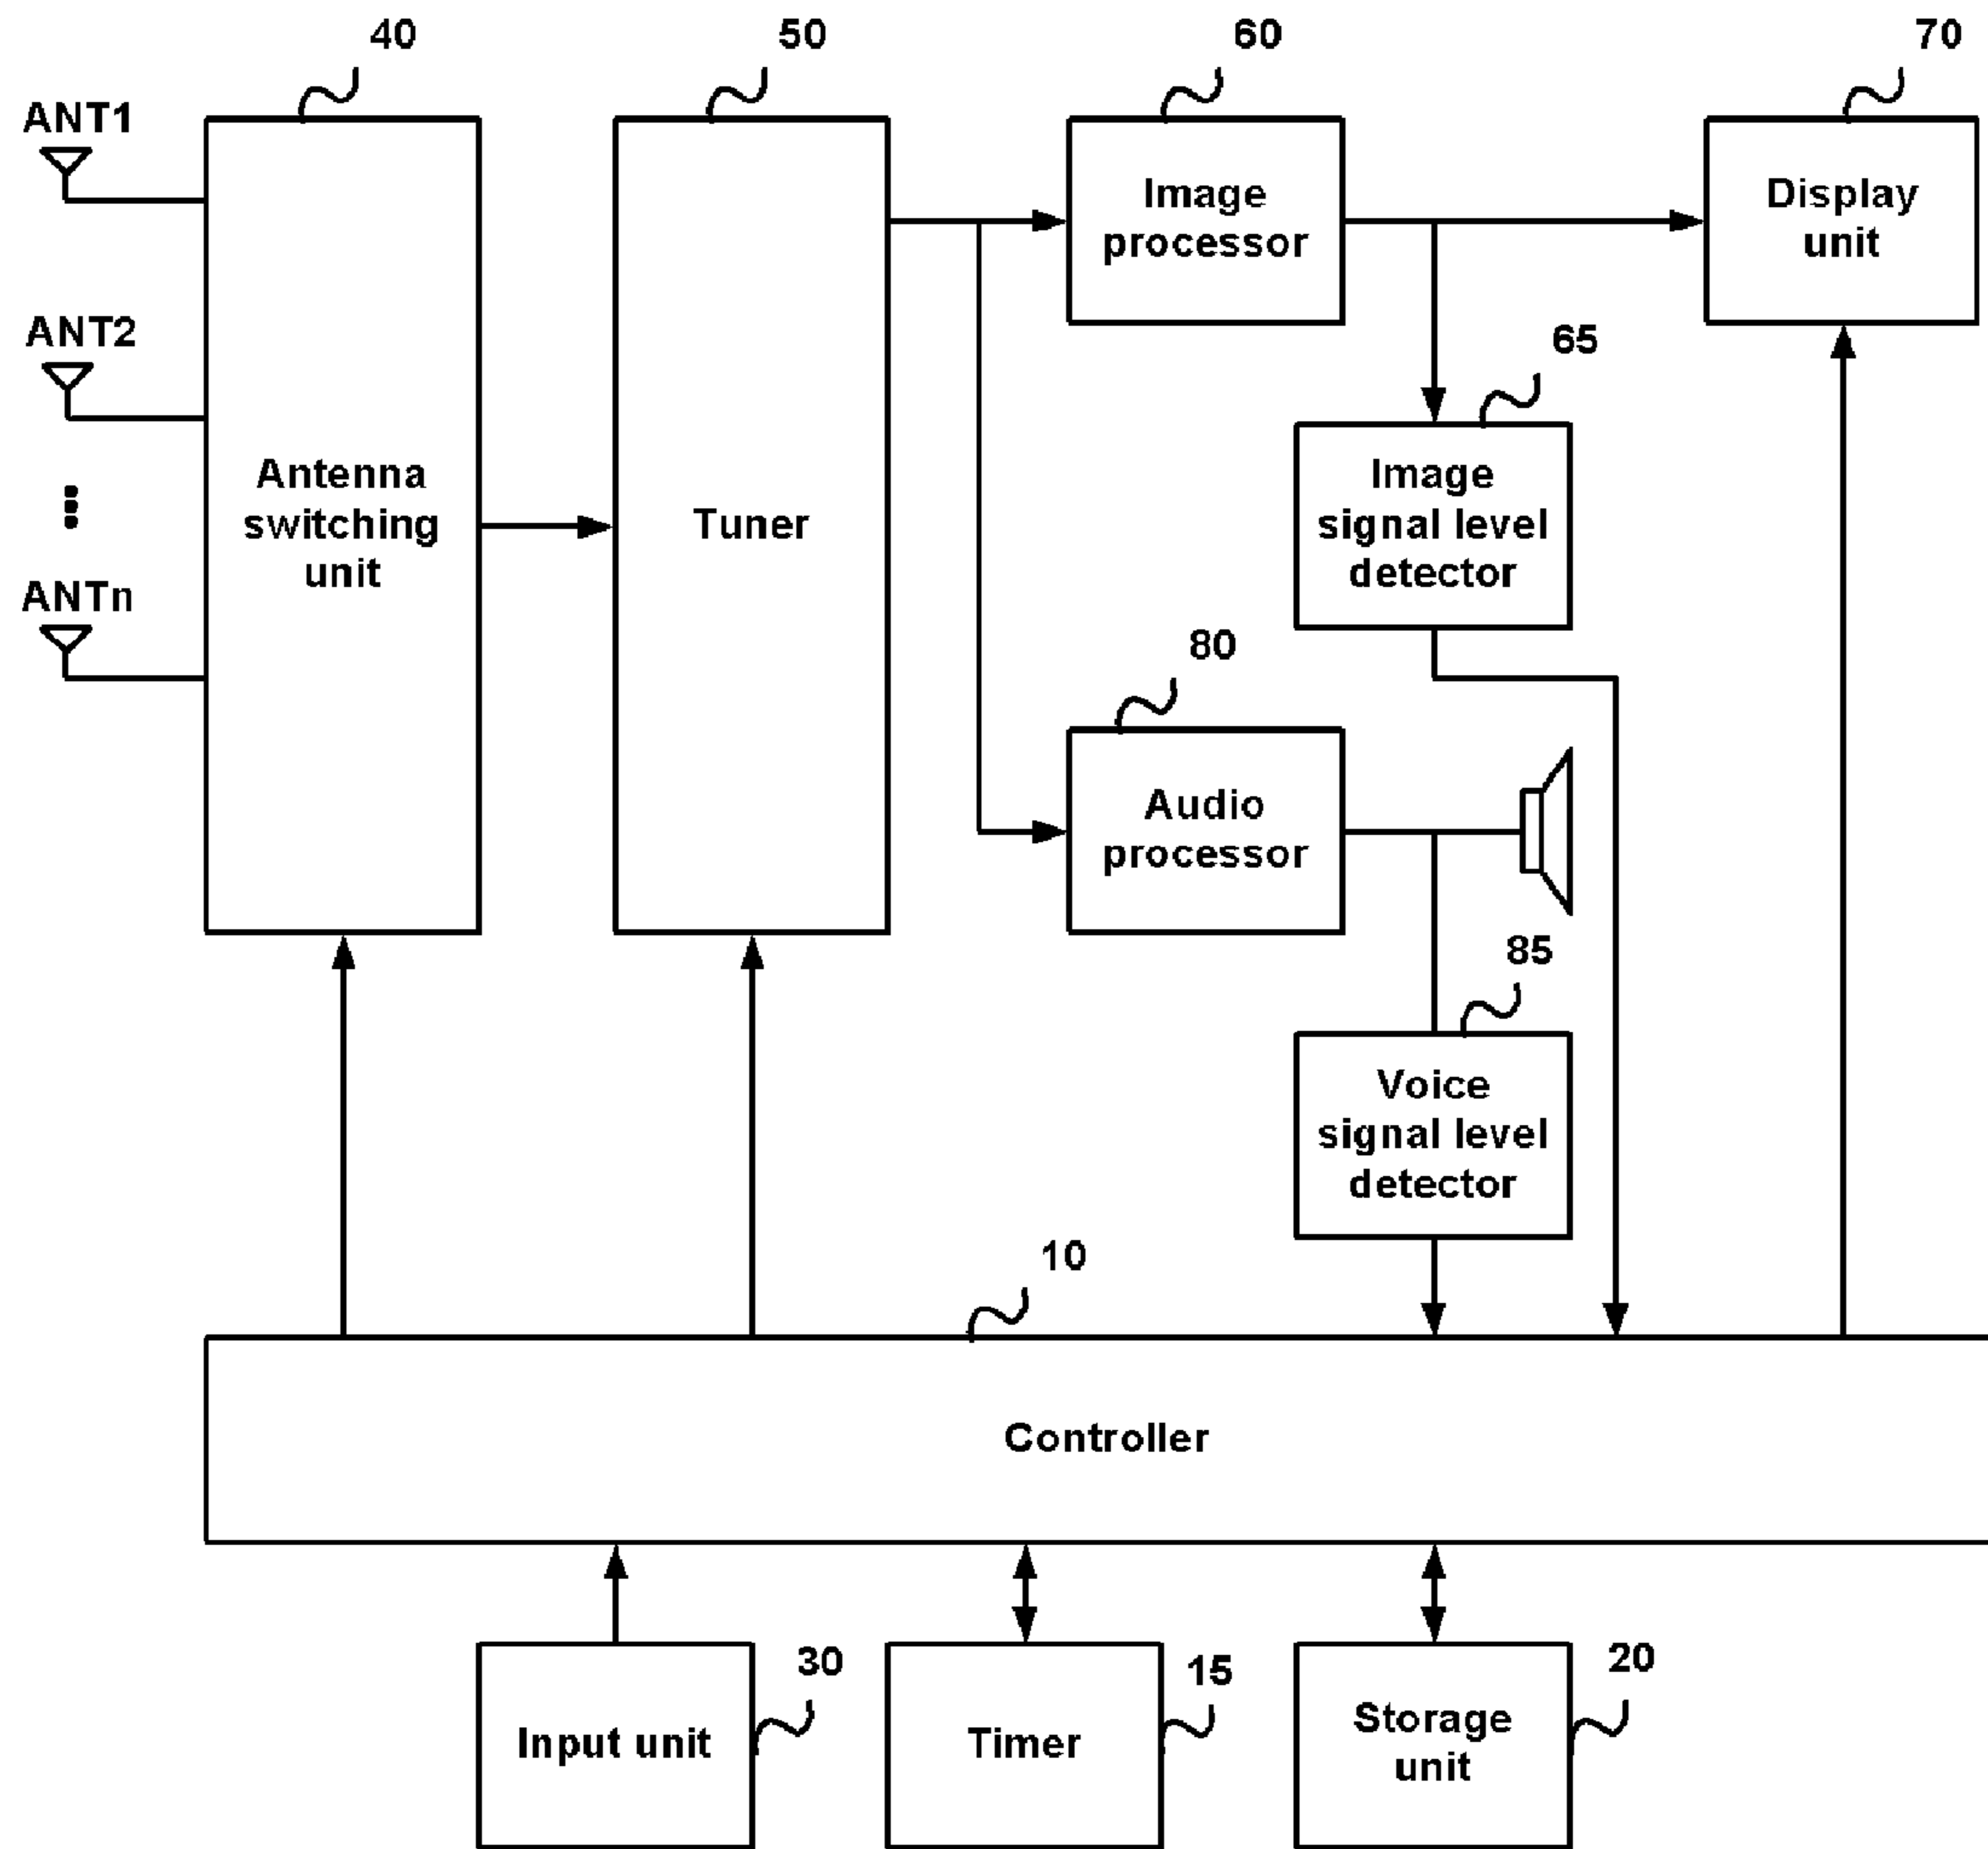 40
50
60
70
ANT1
ANT2
ANTn
Antenna
switching
unit
Tuner
Image
processor
Display
unit
65
Image
signal level
detector
80
Audio
processor
85
Voice
signal level
detector
10
Controller
30
Input unit
15
Timer
20
Storage
unit